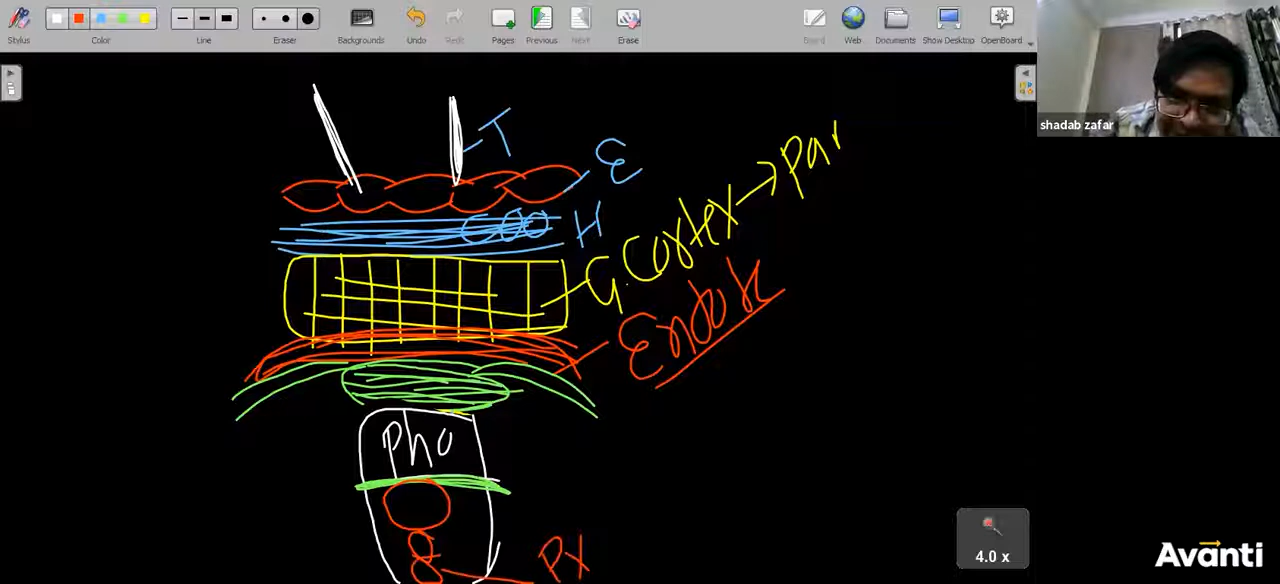 Stylus
Color
Line
Eraser
Backgrounds
Undo
Redo
Pages
Previous
Next
Erase
Board
Web
Documents
Show Desktop
OpenBoard
shadab zafar
T
E
H
G. Cortex → Par
Endok
Pho
PX
4.0 x
Avanti